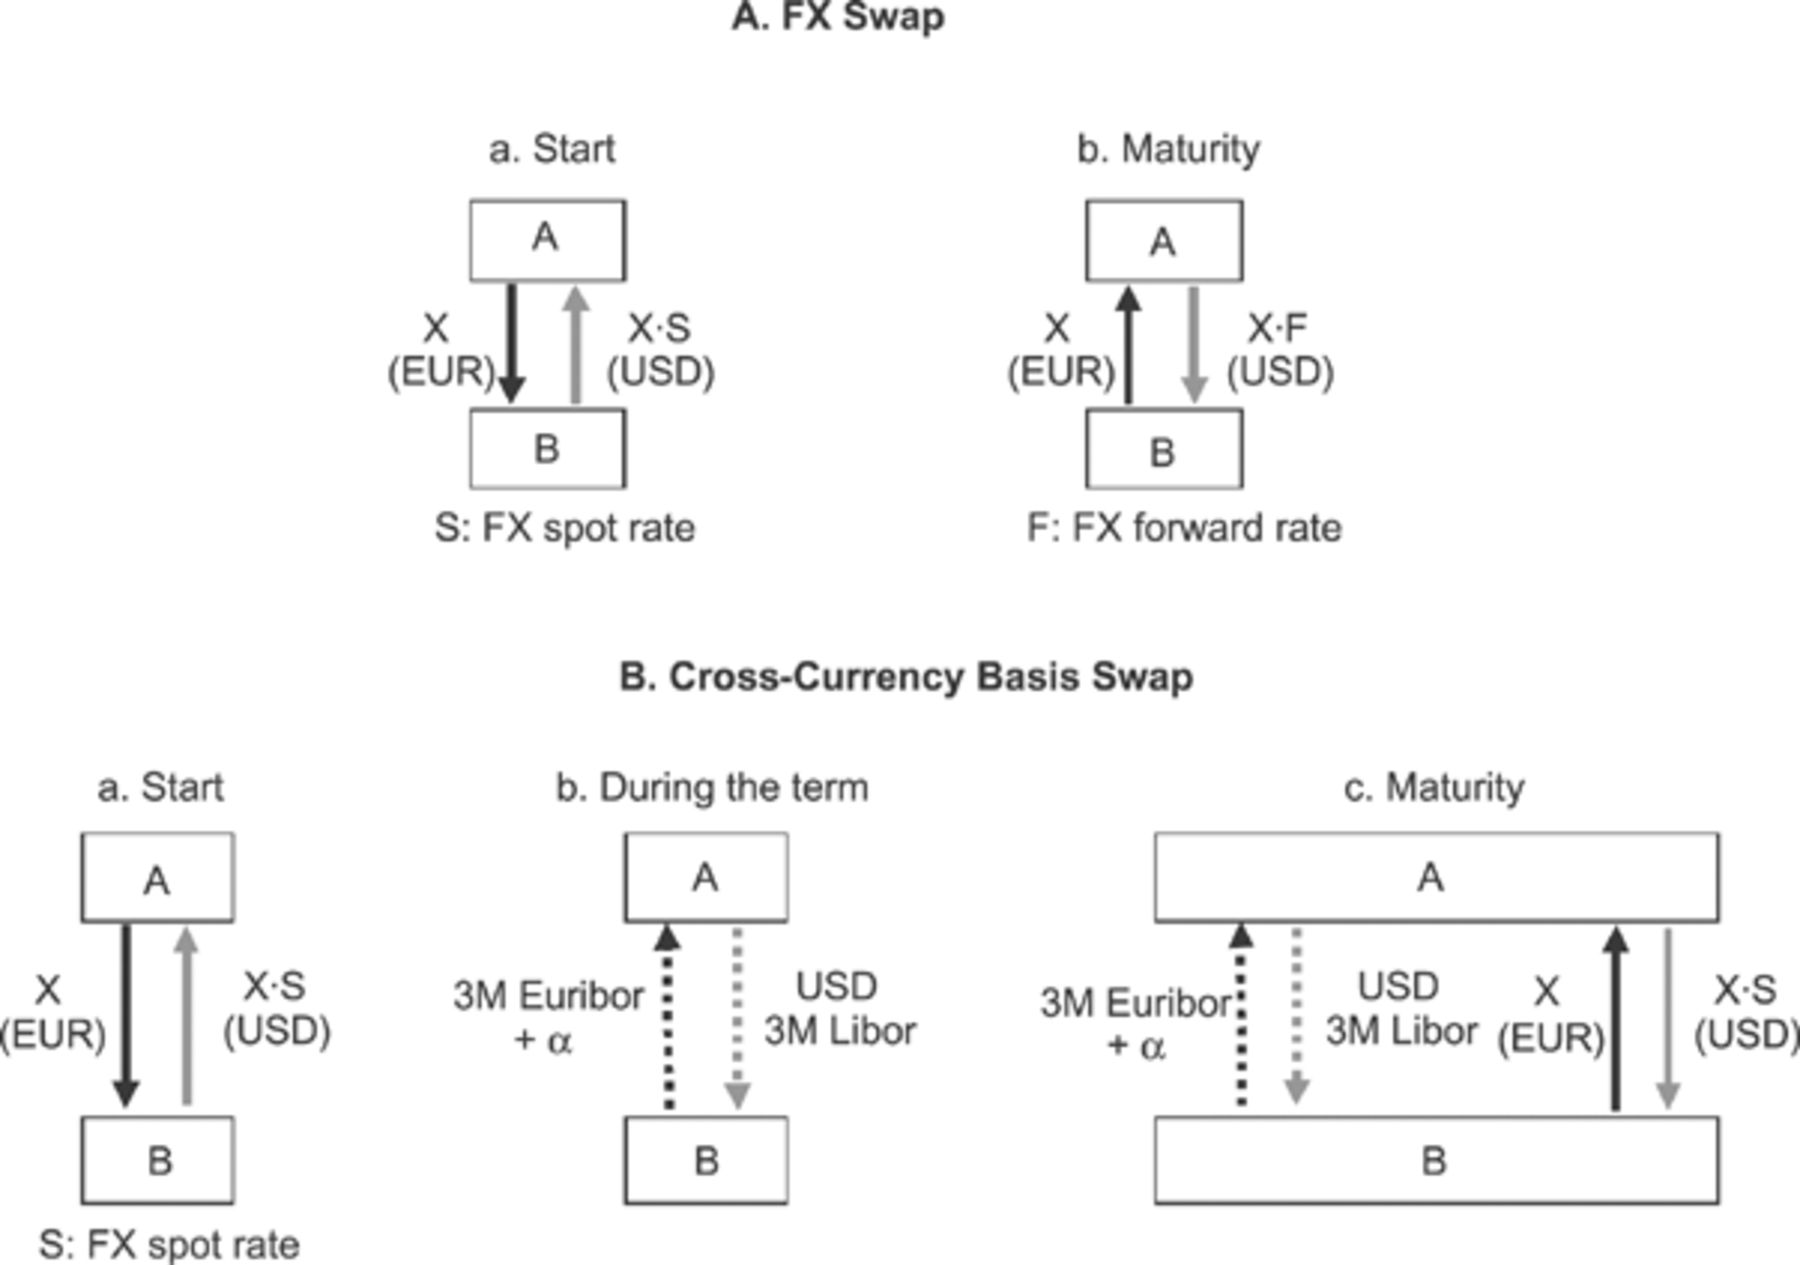 A. FX Swap
a. Start
A
X
(EUR)
X·S
(USD)
B
S: FX spot rate
b. Maturity
A
X
(EUR)
X·F
(USD)
B
F: FX forward rate
B. Cross-Currency Basis Swap
a. Start
A
X
(EUR)
X·S
(USD)
B
S: FX spot rate
b. During the term
A
3M Euribor
+ α
USD
3M Libor
B
c. Maturity
A
3M Euribor
+ α
USD
3M Libor
X
(EUR)
X·S
(USD)
B